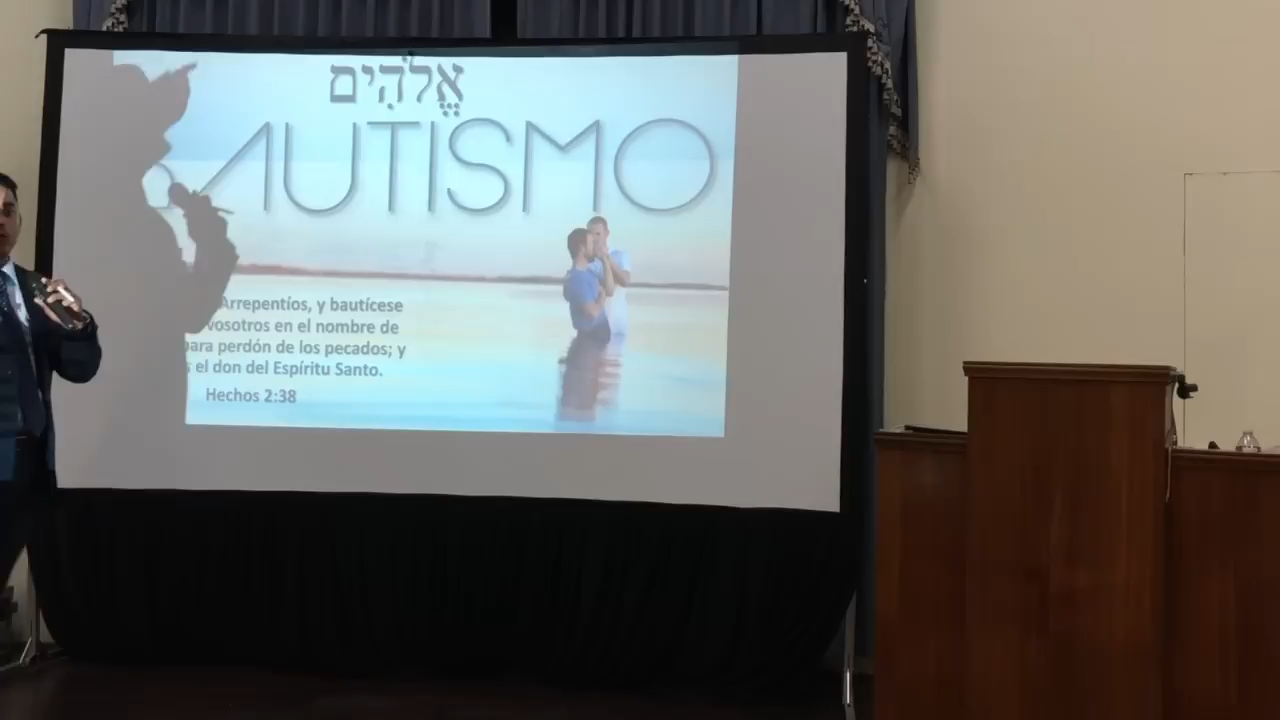 אֱלֹהִים
AUTISMO
Arrepentíos, y bautícese
vosotros en el nombre de
para perdón de los pecados; y
el don del Espíritu Santo.
Hechos 2:38